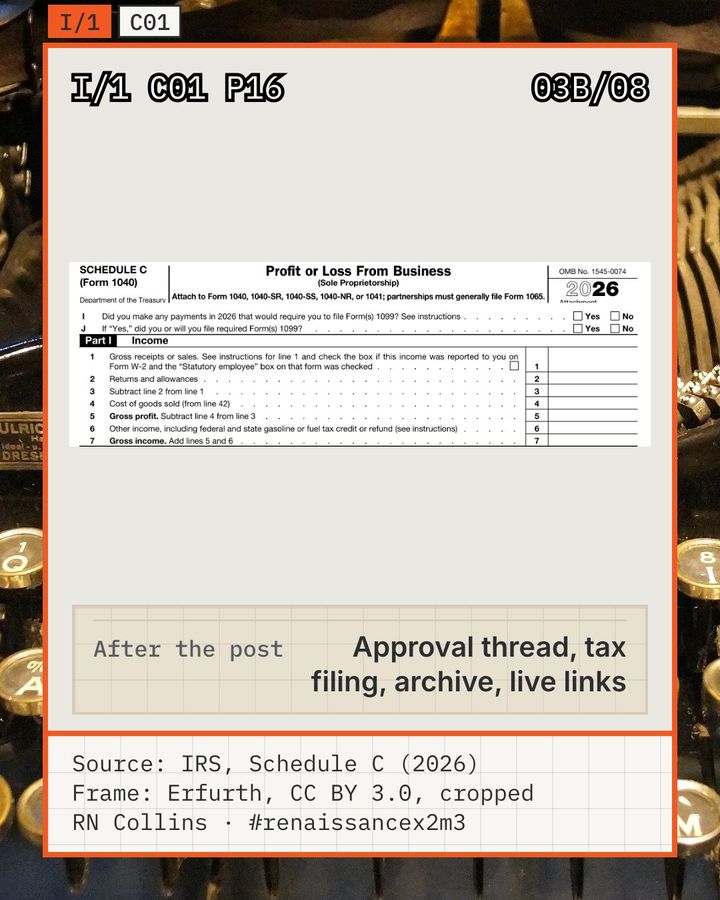 I/1 C01
I/1 C01 P16
03B/08
SCHEDULE C
(Form 1040)
Department of the Treasury
Profit or Loss From Business
(Sole Proprietorship)
Attach to Form 1040, 1040-SR, 1040-SS, 1040-NR, or 1041; partnerships must generally file Form 1065.
OMB No. 1545-0074
2026
I Did you make any payments in 2026 that would require you to file Form(s) 1099? See instructions . . . . . . . . . Yes No
J If "Yes," did you or will you file required Form(s) 1099? . . . . . . . . . . . . . . . . . . . . Yes No
Part I Income
1 Gross receipts or sales. See instructions for line 1 and check the box if this income was reported to you on
Form W-2 and the "Statutory employee" box on that form was checked . . . . . . . . . . . 1
2 Returns and allowances . . . . . . . . . . . . . . . . . . . . . . . . . 2
3 Subtract line 2 from line 1 . . . . . . . . . . . . . . . . . . . . . . . . 3
4 Cost of goods sold (from line 42) . . . . . . . . . . . . . . . . . . . . . . 4
5 Gross profit. Subtract line 4 from line 3 . . . . . . . . . . . . . . . . . . . . 5
6 Other income, including federal and state gasoline or fuel tax credit or refund (see instructions) . . . . . 6
7 Gross income. Add lines 5 and 6 . . . . . . . . . . . . . . . . . . . . . . 7
ULRIC
DRESD
1
Q
%
A
8
I
M
After the post
Approval thread, tax
filing, archive, live links
Source: IRS, Schedule C (2026)
Frame: Erfurth, CC BY 3.0, cropped
RN Collins · #renaissancex2m3